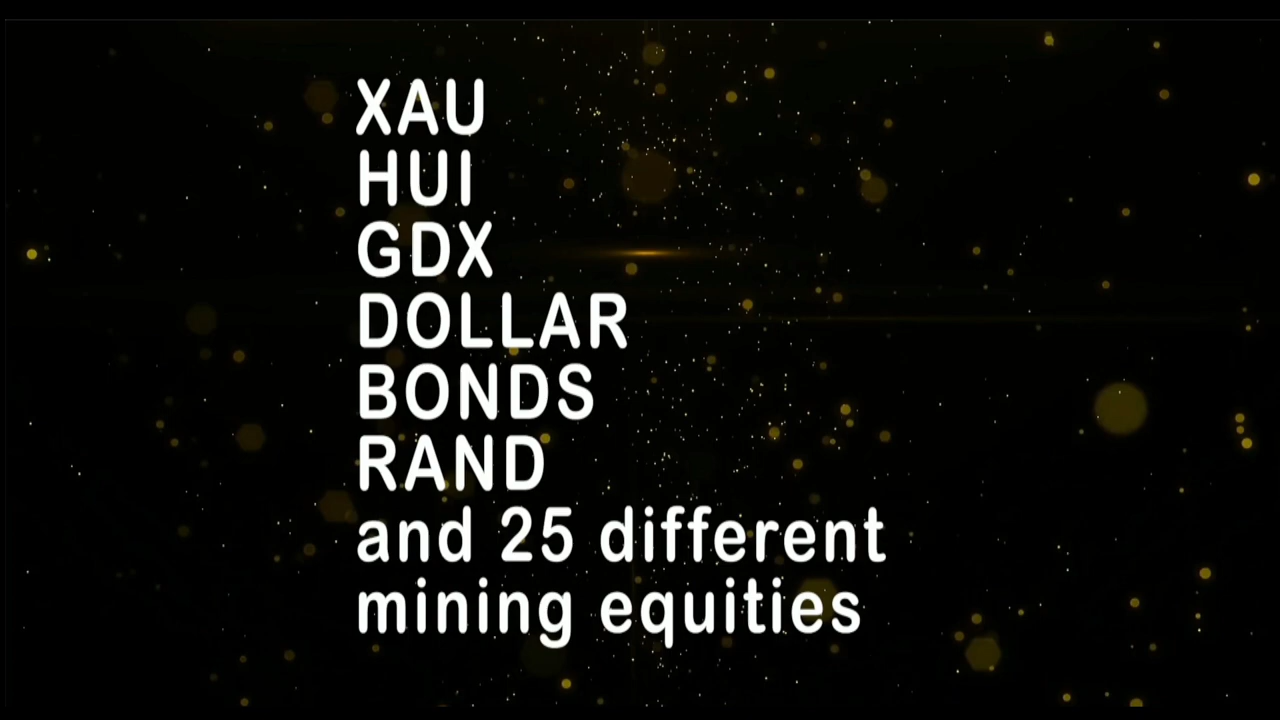 XAU
HUI
GDX
DOLLAR
BONDS
RAND
and 25 different
mining equities